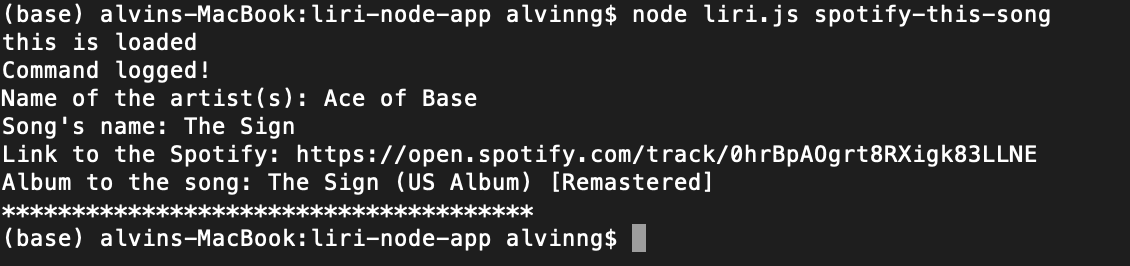 (base) alvins-MacBook:liri-node-app alvinng$ node liri.js spotify-this-song
this is loaded
Command logged!
Name of the artist(s): Ace of Base
Song's name: The Sign
Link to the Spotify: https://open.spotify.com/track/0hrBpAOgrt8RXigk83LLNE
Album to the song: The Sign (US Album) [Remastered]
**************************************
(base) alvins-MacBook:liri-node-app alvinng$